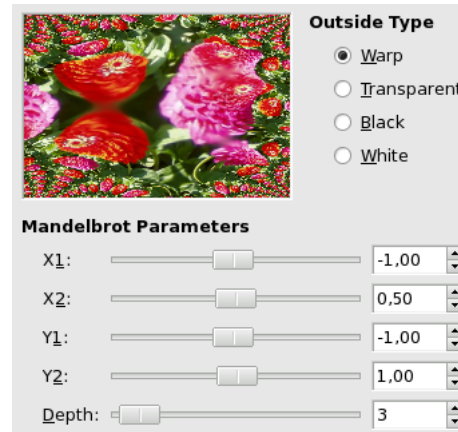 Outside Type
Warp
Transparent
Black
White
Mandelbrot Parameters
X1: -1,00
X2: 0,50
Y1: -1,00
Y2: 1,00
Depth: 3